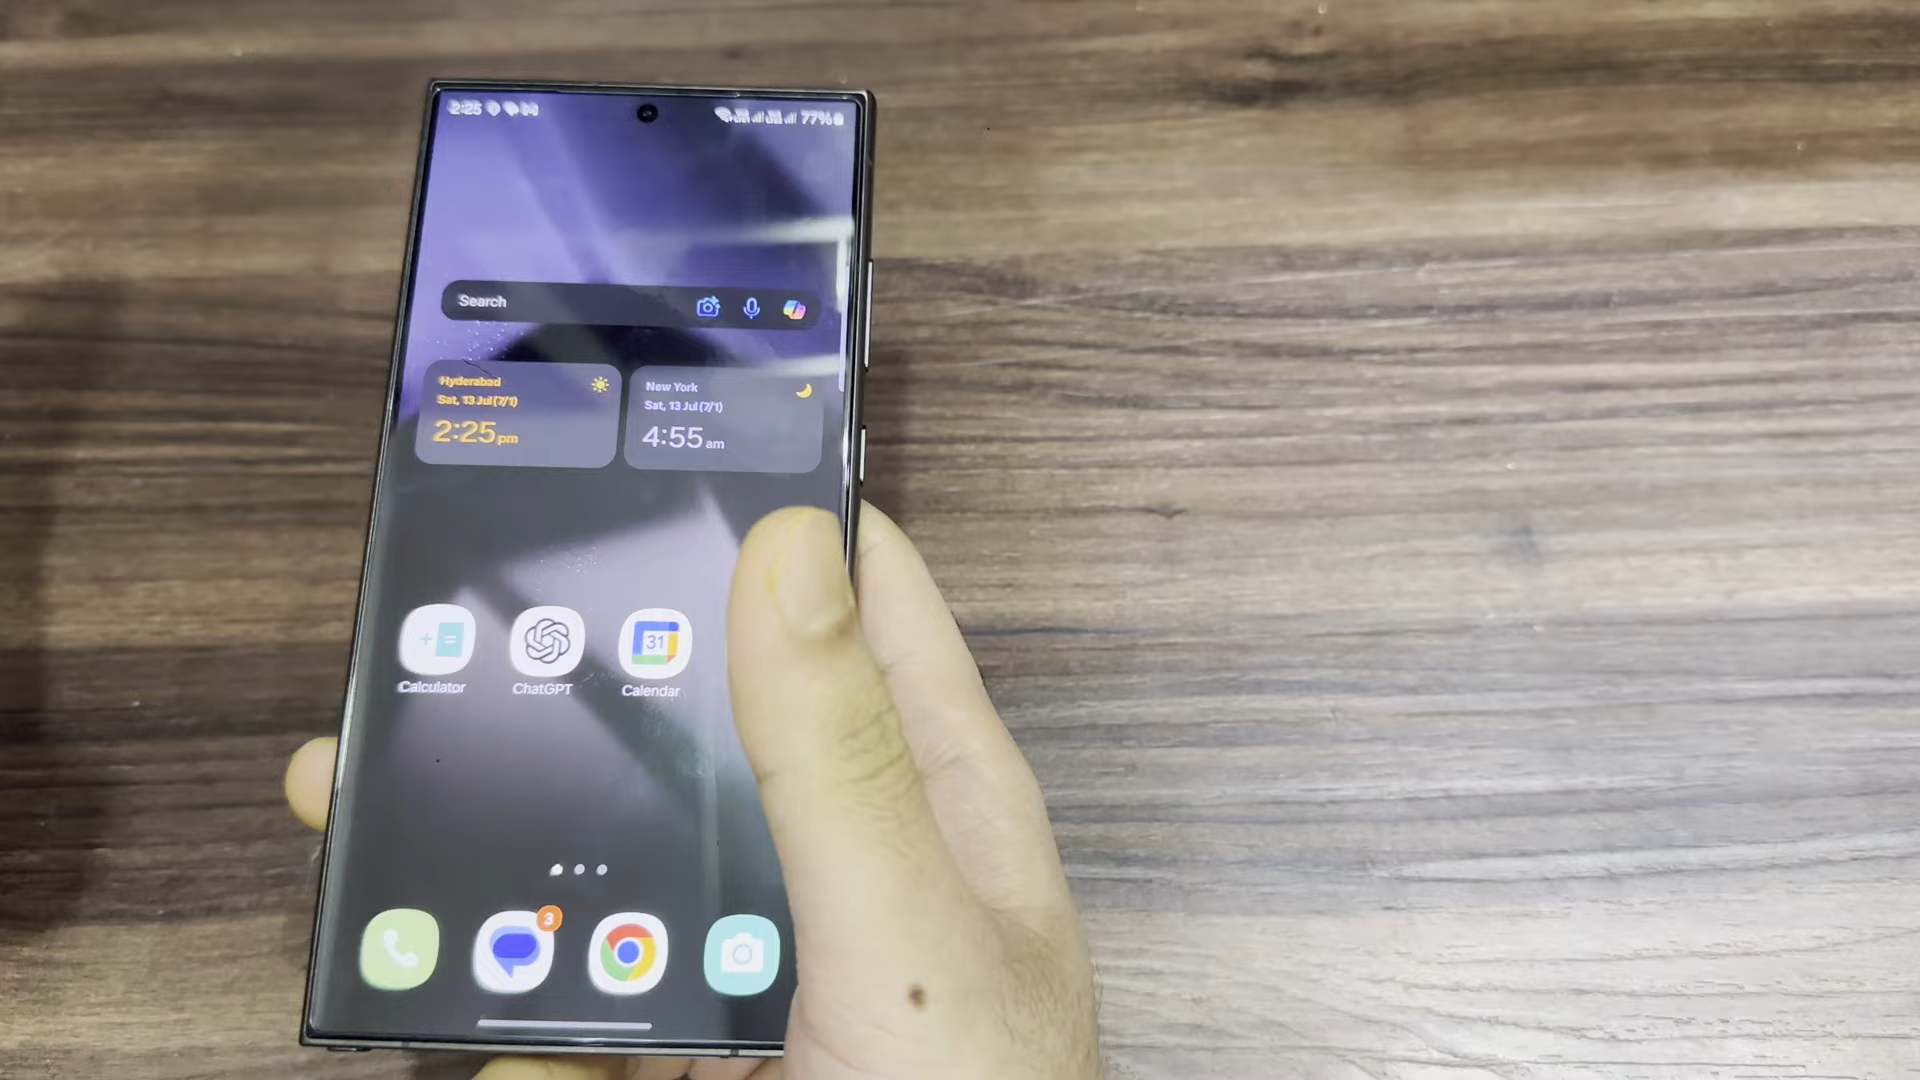 2:25
77%
Search
Hyderabad
Sat, 13 Jul (7/1)
2:25 pm
New York
Sat, 13 Jul (7/1)
4:55 am
31
Calculator
ChatGPT
Calendar
3